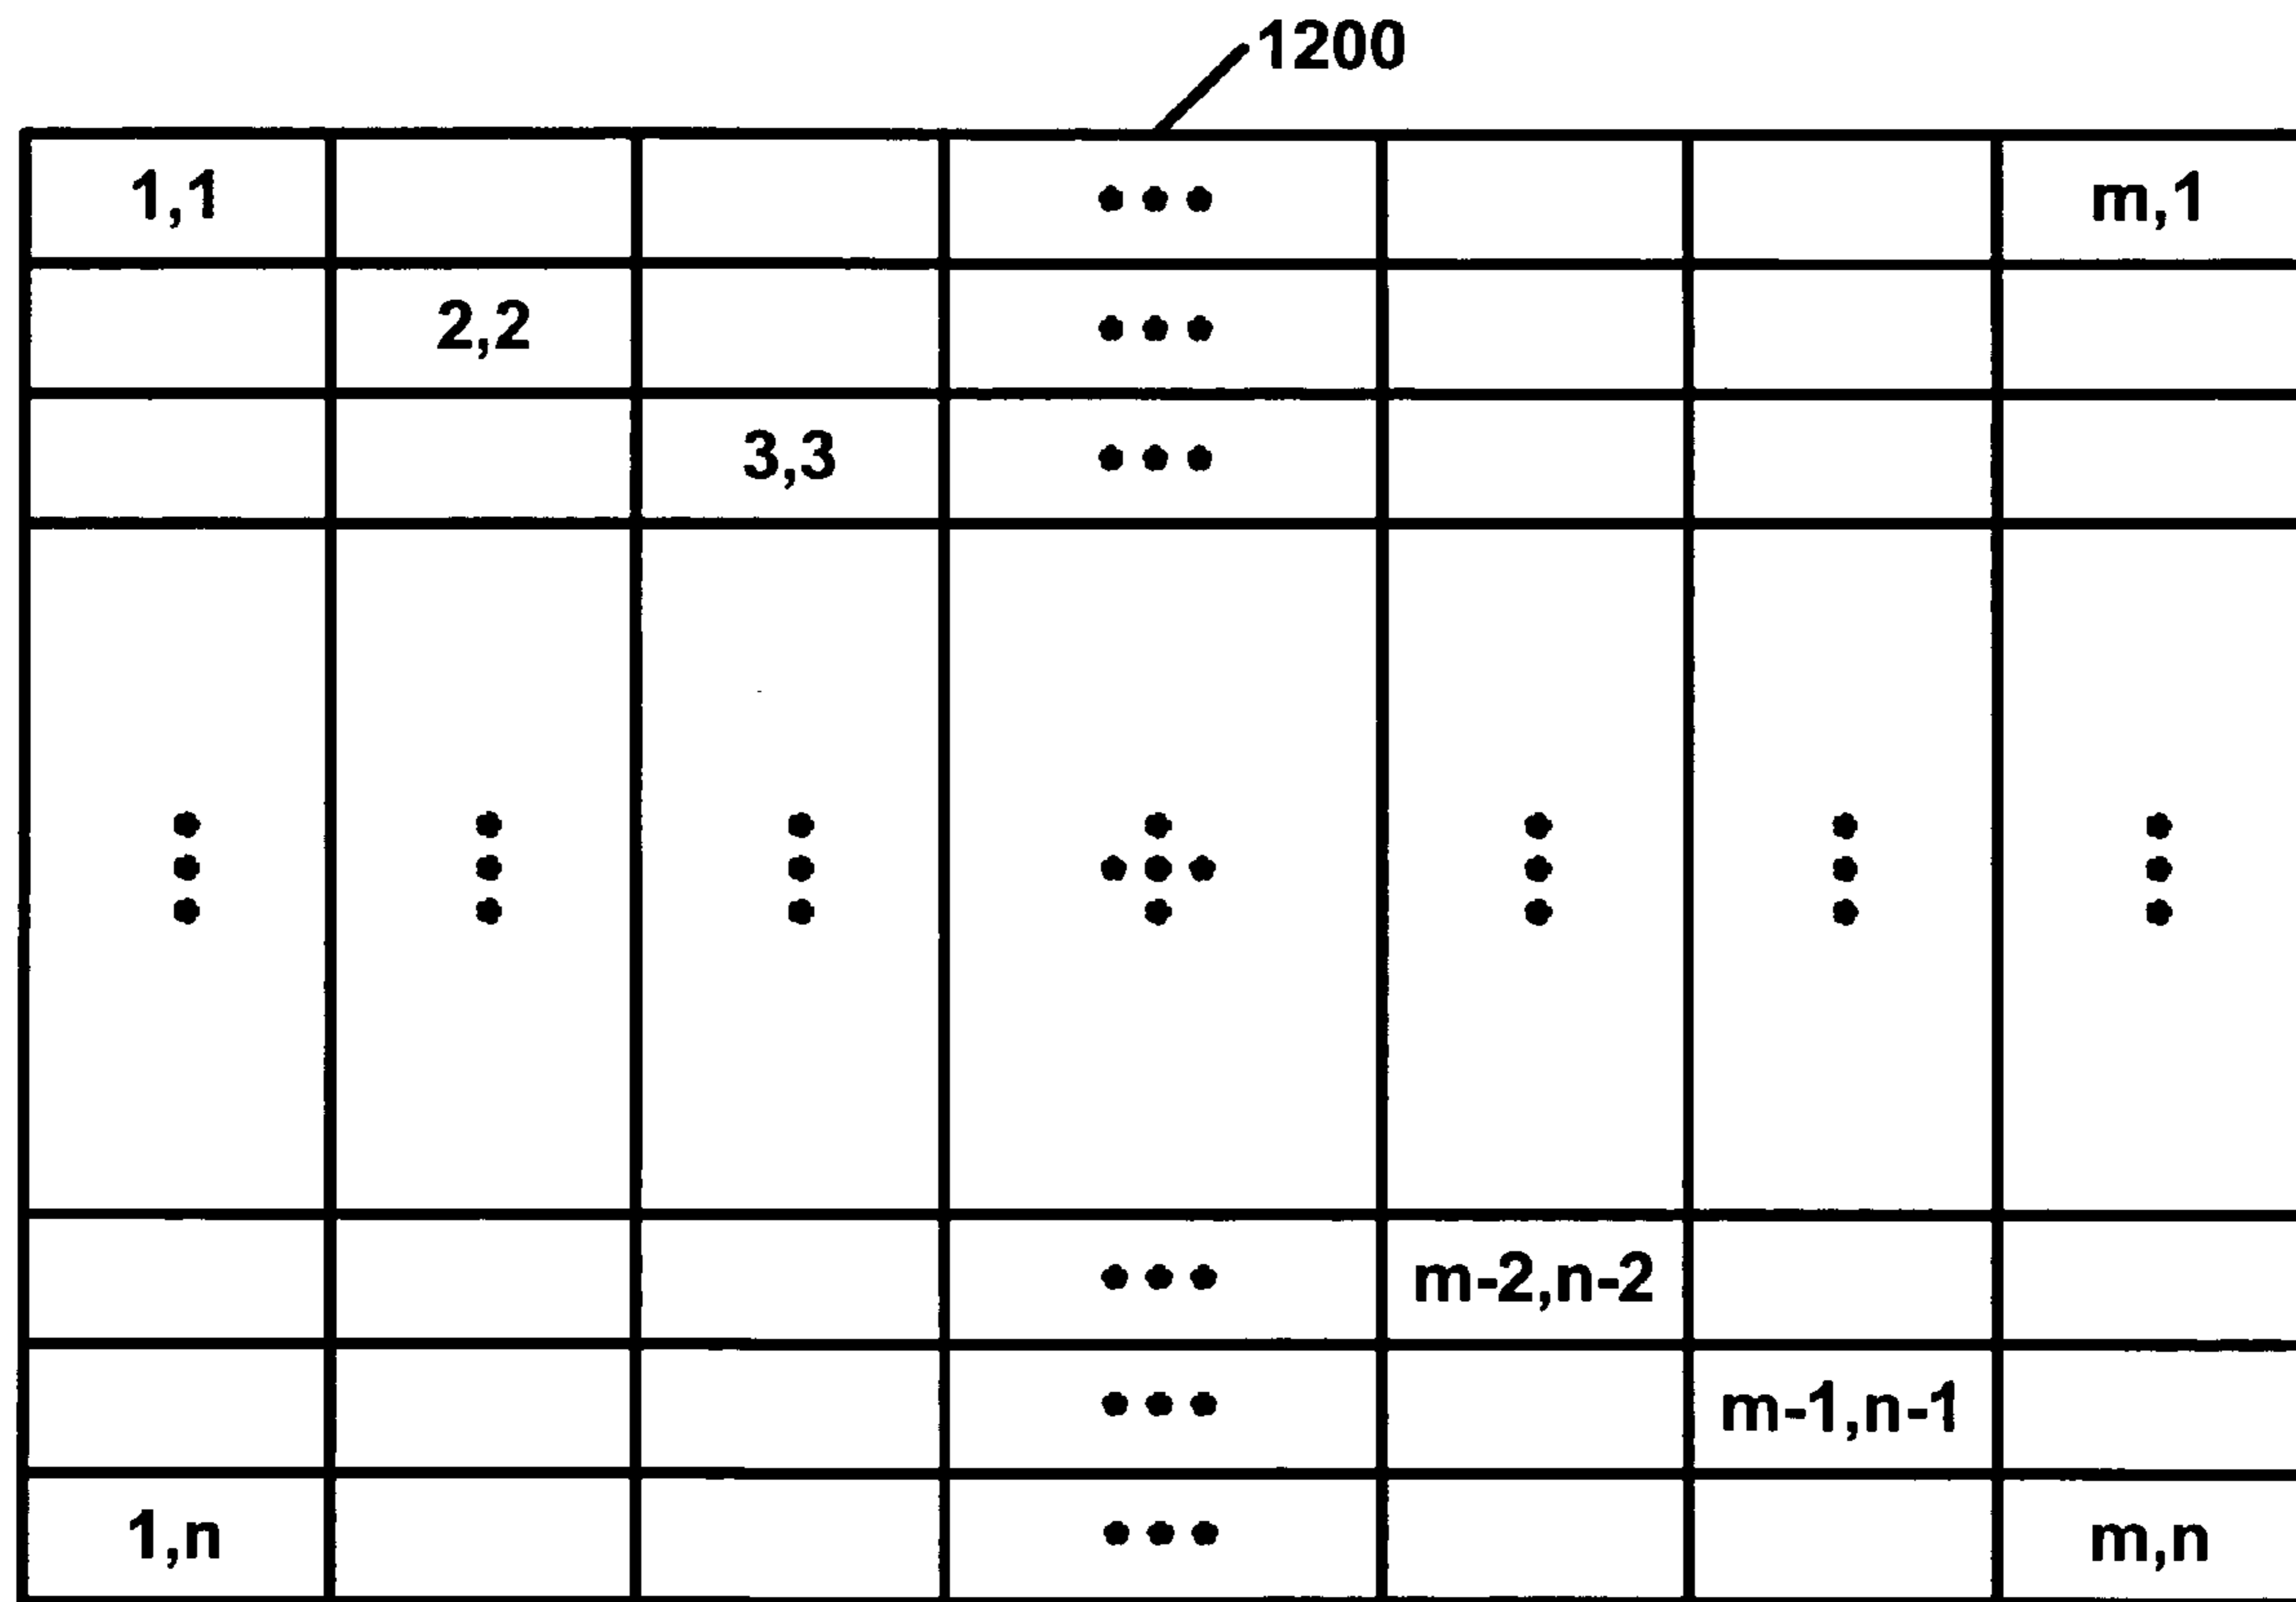 1200
1,1 ••• m,1
2,2 •••
3,3 •••
••• m-2,n-2
••• m-1,n-1
1,n ••• m,n